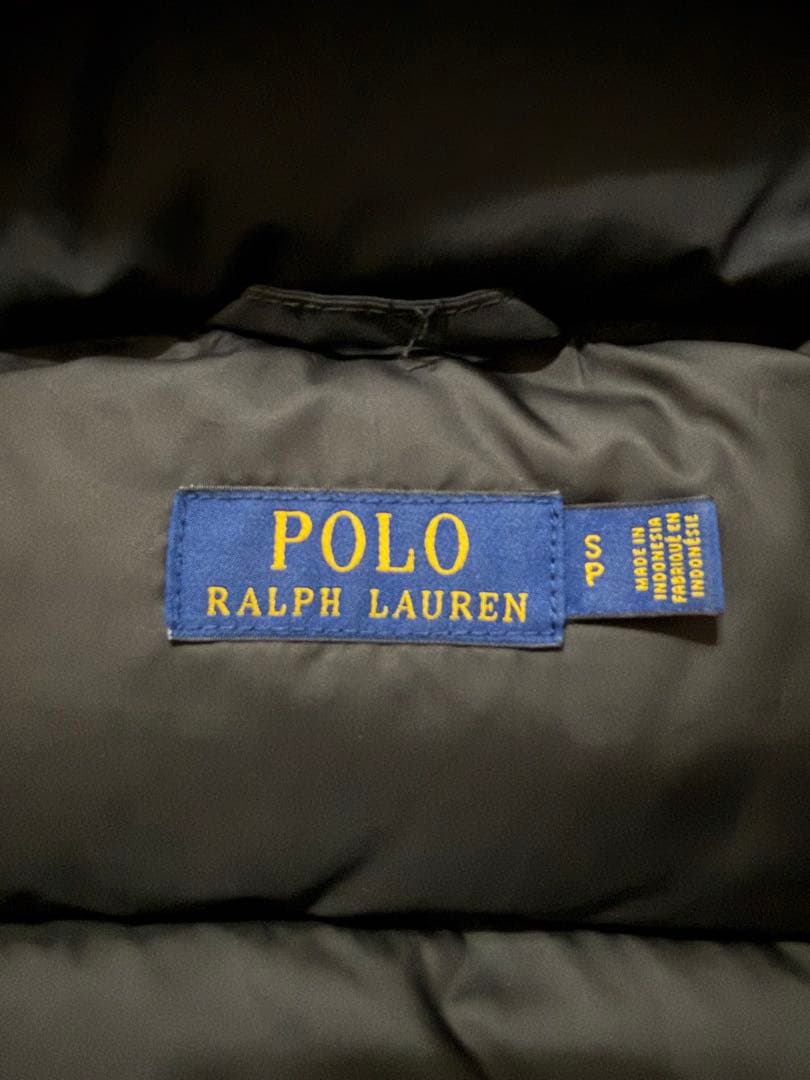 POLO
RALPH LAUREN
S
P
MADE IN
INDONESIA
FABRIQUÉ EN
INDONÉSIE